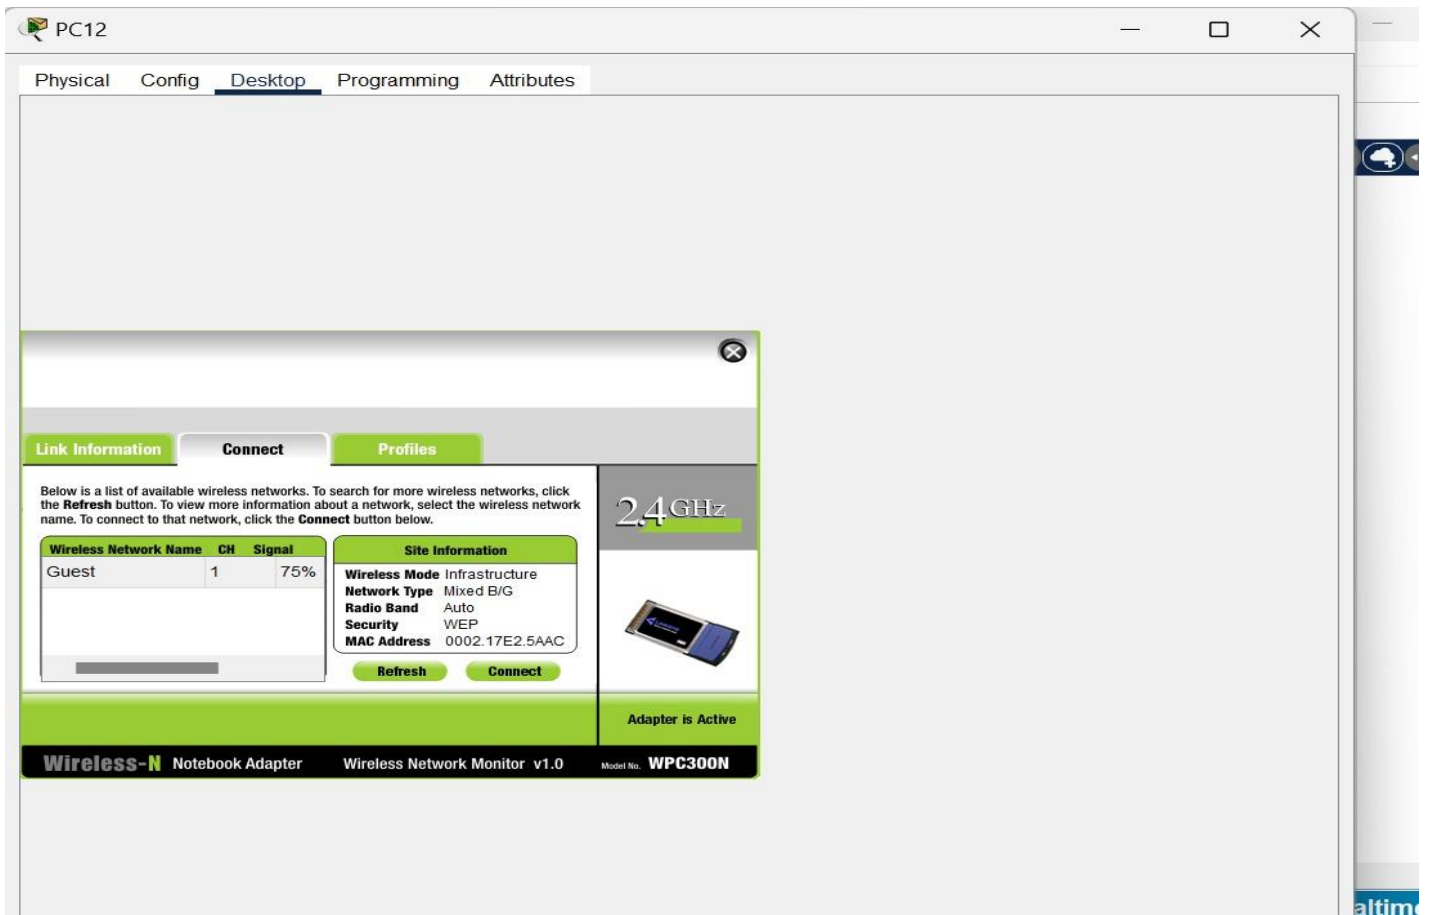 PC12
Physical Config Desktop Programming Attributes
Link Information Connect Profiles
Below is a list of available wireless networks. To search for more wireless networks, click
the Refresh button. To view more information about a network, select the wireless network
name. To connect to that network, click the Connect button below.
2.4GHz
Wireless Network Name CH Signal
Guest 1 75%
Site Information
Wireless Mode Infrastructure
Network Type Mixed B/G
Radio Band Auto
Security WEP
MAC Address 0002.17E2.5AAC
Refresh Connect
Adapter is Active
Wireless-N Notebook Adapter Wireless Network Monitor v1.0 Model No. WPC300N
altime